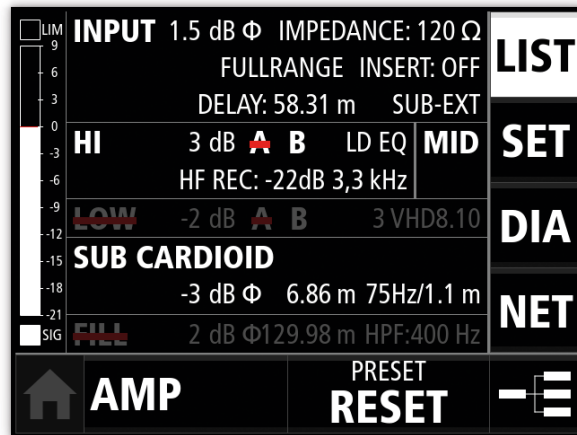 LIM
9
6
3
0
-3
-6
-9
-12
-15
-18
-21
SIG
INPUT 1.5 dB Φ IMPEDANCE: 120 Ω
FULLRANGE INSERT: OFF
DELAY: 58.31 m SUB-EXT
HI 3 dB A B LD EQ MID
HF REC: -22dB 3,3 kHz
LOW -2 dB A B 3 VHD8.10
SUB CARDIOID
-3 dB Φ 6.86 m 75Hz/1.1 m
FILL 2 dB Φ129.98 m HPF:400 Hz
LIST
SET
DIA
NET
AMP
PRESET
RESET